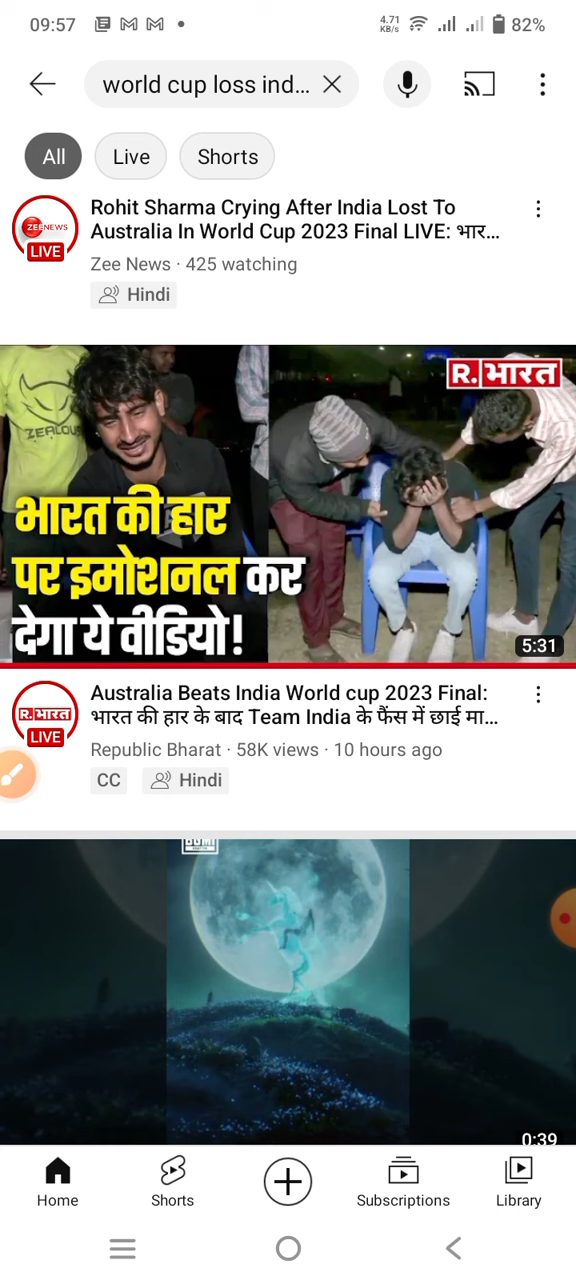 09:57
4.71
KB/s
82%
world cup loss ind...
All
Live
Shorts
ZEE NEWS
LIVE
Rohit Sharma Crying After India Lost To
Australia In World Cup 2023 Final LIVE: भार...
Zee News · 425 watching
Hindi
ZEALOUS
R.भारत
भारत की हार
पर इमोशनल कर
देगा ये वीडियो!
5:31
R.भारत
LIVE
Australia Beats India World cup 2023 Final:
भारत की हार के बाद Team India के फैंस में छाई मा...
Republic Bharat · 58K views · 10 hours ago
CC
Hindi
0:39
Home
Shorts
Subscriptions
Library